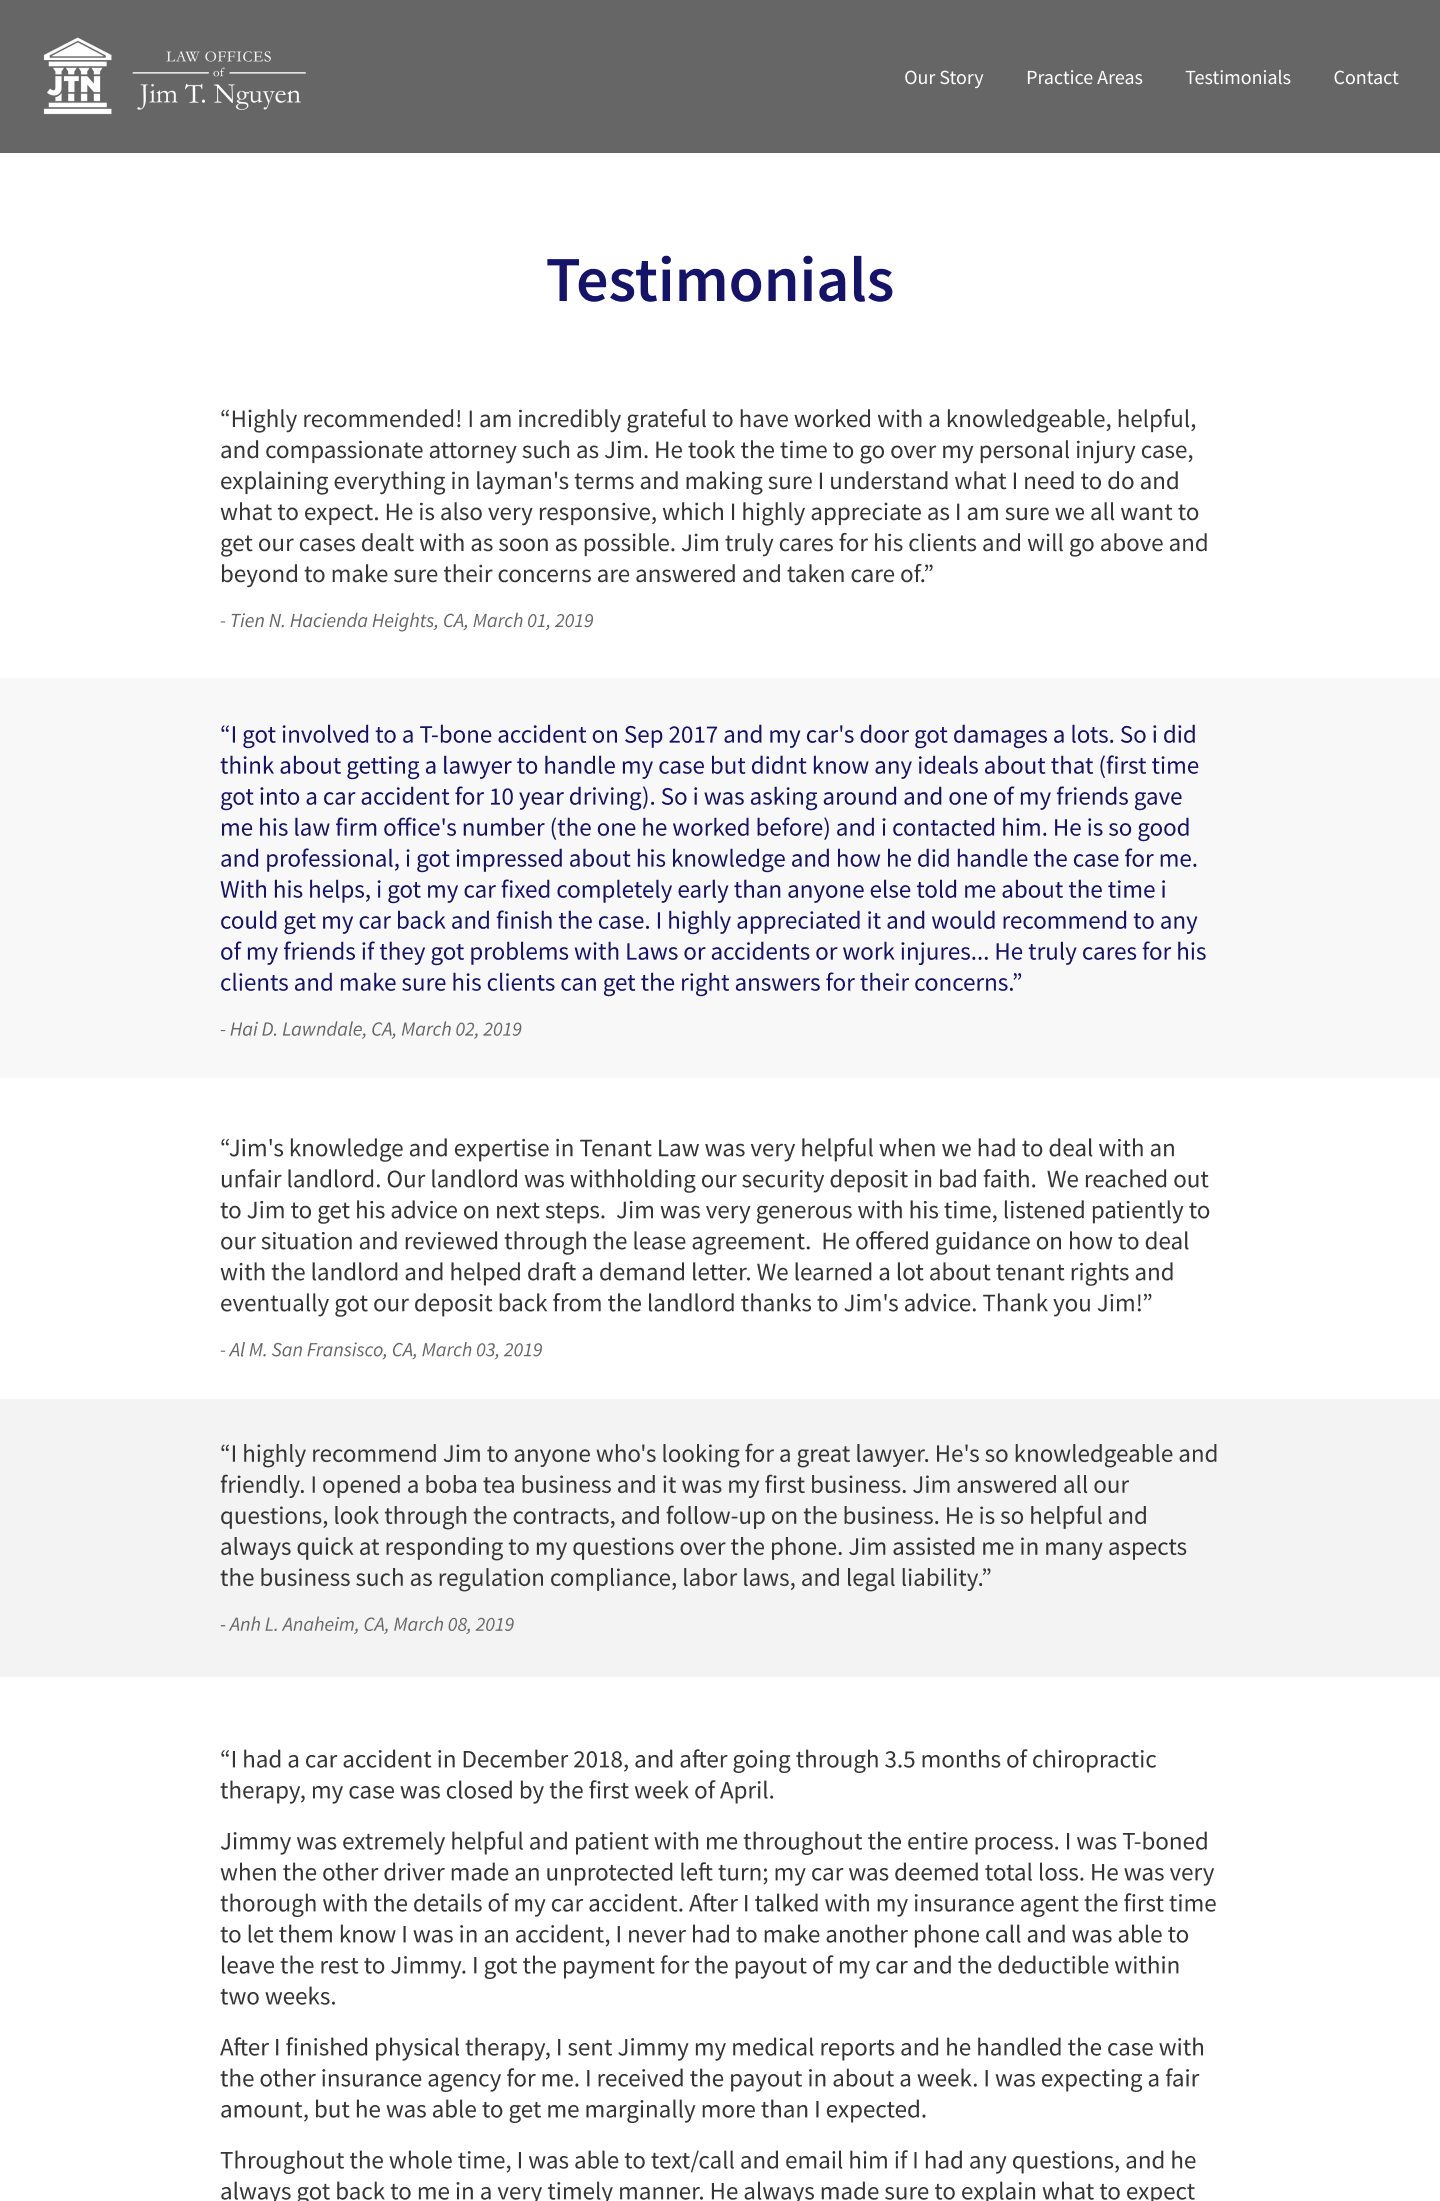 JTN
LAW OFFICES
of
Jim T. Nguyen
Our Story
Practice Areas
Testimonials
Contact
Testimonials
“Highly recommended! I am incredibly grateful to have worked with a knowledgeable, helpful,
and compassionate attorney such as Jim. He took the time to go over my personal injury case,
explaining everything in layman's terms and making sure I understand what I need to do and
what to expect. He is also very responsive, which I highly appreciate as I am sure we all want to
get our cases dealt with as soon as possible. Jim truly cares for his clients and will go above and
beyond to make sure their concerns are answered and taken care of.”
- Tien N. Hacienda Heights, CA, March 01, 2019
“I got involved to a T-bone accident on Sep 2017 and my car's door got damages a lots. So i did
think about getting a lawyer to handle my case but didnt know any ideals about that (first time
got into a car accident for 10 year driving). So i was asking around and one of my friends gave
me his law firm office's number (the one he worked before) and i contacted him. He is so good
and professional, i got impressed about his knowledge and how he did handle the case for me.
With his helps, i got my car fixed completely early than anyone else told me about the time i
could get my car back and finish the case. I highly appreciated it and would recommend to any
of my friends if they got problems with Laws or accidents or work injures... He truly cares for his
clients and make sure his clients can get the right answers for their concerns.”
- Hai D. Lawndale, CA, March 02, 2019
“Jim's knowledge and expertise in Tenant Law was very helpful when we had to deal with an
unfair landlord. Our landlord was withholding our security deposit in bad faith.  We reached out
to Jim to get his advice on next steps.  Jim was very generous with his time, listened patiently to
our situation and reviewed through the lease agreement.  He offered guidance on how to deal
with the landlord and helped draft a demand letter. We learned a lot about tenant rights and
eventually got our deposit back from the landlord thanks to Jim's advice. Thank you Jim!”
- Al M. San Fransisco, CA, March 03, 2019
“I highly recommend Jim to anyone who's looking for a great lawyer. He's so knowledgeable and
friendly. I opened a boba tea business and it was my first business. Jim answered all our
questions, look through the contracts, and follow-up on the business. He is so helpful and
always quick at responding to my questions over the phone. Jim assisted me in many aspects
the business such as regulation compliance, labor laws, and legal liability.”
- Anh L. Anaheim, CA, March 08, 2019
“I had a car accident in December 2018, and after going through 3.5 months of chiropractic
therapy, my case was closed by the first week of April.
Jimmy was extremely helpful and patient with me throughout the entire process. I was T-boned
when the other driver made an unprotected left turn; my car was deemed total loss. He was very
thorough with the details of my car accident. After I talked with my insurance agent the first time
to let them know I was in an accident, I never had to make another phone call and was able to
leave the rest to Jimmy. I got the payment for the payout of my car and the deductible within
two weeks.
After I finished physical therapy, I sent Jimmy my medical reports and he handled the case with
the other insurance agency for me. I received the payout in about a week. I was expecting a fair
amount, but he was able to get me marginally more than I expected.
Throughout the whole time, I was able to text/call and email him if I had any questions, and he
always got back to me in a very timely manner. He always made sure to explain what to expect